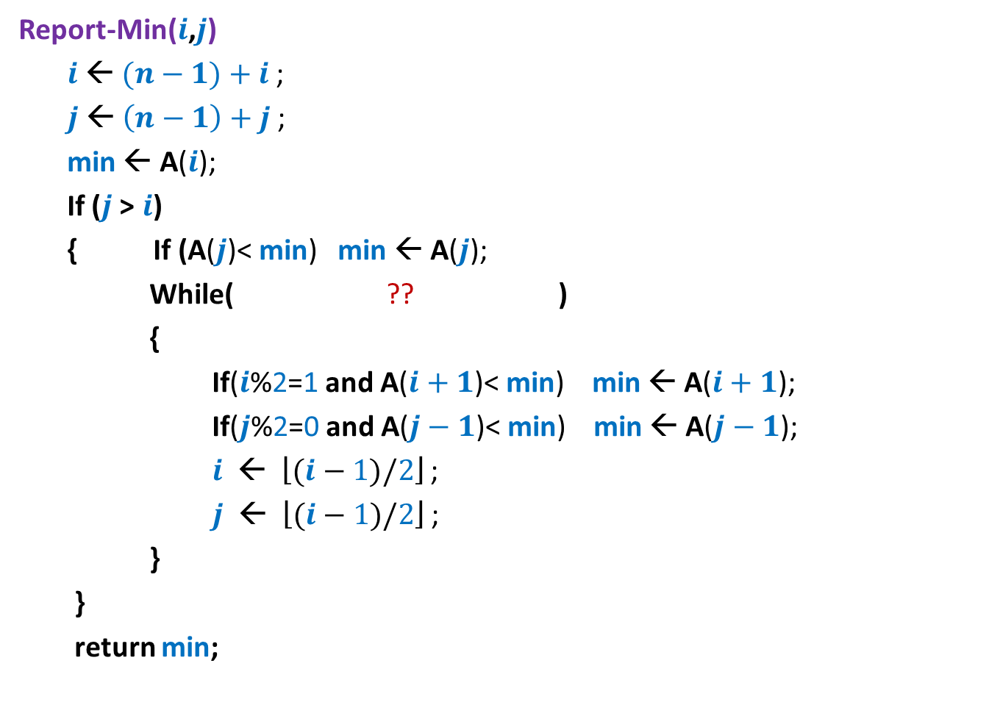 Report-Min(i,j)
i ← (n − 1) + i ;
j ← (n − 1) + j ;
min ← A(i);
If (j > i)
{ If (A(j)< min) min ← A(j);
While( ?? )
{
If(i%2=1 and A(i + 1)< min) min ← A(i + 1);
If(j%2=0 and A(j − 1)< min) min ← A(j − 1);
i ← ⌊(i − 1)/2⌋ ;
j ← ⌊(i − 1)/2⌋ ;
}
}
return min;